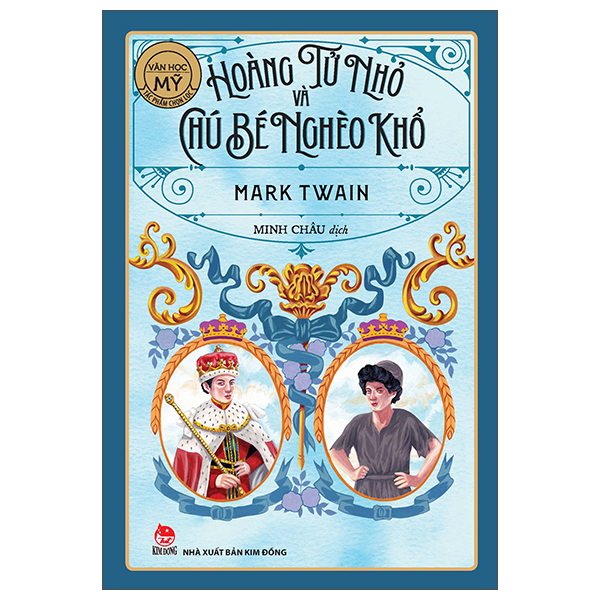 VĂN HỌC
MỸ
TÁC PHẨM CHỌN LỌC
HOÀNG TỬ NHỎ
VÀ
CHÚ BÉ NGHÈO KHỔ
MARK TWAIN
MINH CHÂU dịch
KIM ĐỒNG
NHÀ XUẤT BẢN KIM ĐỒNG